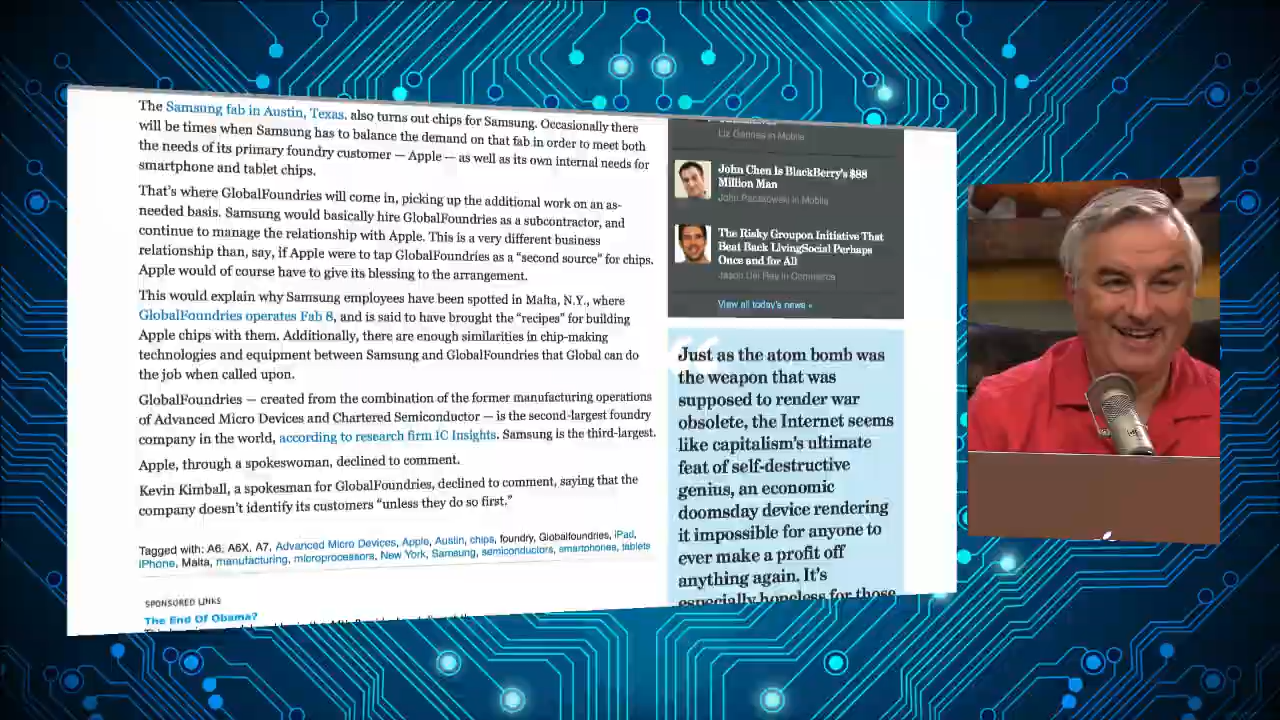 The Samsung fab in Austin, Texas, also turns out chips for Samsung. Occasionally there
will be times when Samsung has to balance the demand on that fab in order to meet both
the needs of its primary foundry customer — Apple — as well as its own internal needs for
smartphone and tablet chips.
That's where GlobalFoundries will come in, picking up the additional work on an as-
needed basis. Samsung would basically hire GlobalFoundries as a subcontractor, and
continue to manage the relationship with Apple. This is a very different business
relationship than, say, if Apple were to tap GlobalFoundries as a "second source" for chips.
Apple would of course have to give its blessing to the arrangement.
This would explain why Samsung employees have been spotted in Malta, N.Y., where
GlobalFoundries operates Fab 8, and is said to have brought the "recipes" for building
Apple chips with them. Additionally, there are enough similarities in chip-making
technologies and equipment between Samsung and GlobalFoundries that Global can do
the job when called upon.
GlobalFoundries — created from the combination of the former manufacturing operations
of Advanced Micro Devices and Chartered Semiconductor — is the second-largest foundry
company in the world, according to research firm IC Insights. Samsung is the third-largest.
Apple, through a spokeswoman, declined to comment.
Kevin Kimball, a spokesman for GlobalFoundries, declined to comment, saying that the
company doesn't identify its customers "unless they do so first."
Tagged with: A6, A6X, A7, Advanced Micro Devices, Apple, Austin, chips, foundry, Globalfoundries, iPad,
iPhone, Malta, manufacturing, microprocessors, New York, Samsung, semiconductors, smartphones, tablets
SPONSORED LINKS
The End Of Obama?
Liz Gannes in Mobile
John Chen Is BlackBerry's $88
Million Man
John Paczkowski in Mobile
The Risky Groupon Initiative That
Beat Back LivingSocial Perhaps
Once and for All
Jason Del Rey in Commerce
View all today's news »
Just as the atom bomb was
the weapon that was
supposed to render war
obsolete, the Internet seems
like capitalism's ultimate
feat of self-destructive
genius, an economic
doomsday device rendering
it impossible for anyone to
ever make a profit off
anything again. It's
especially hopeless for those